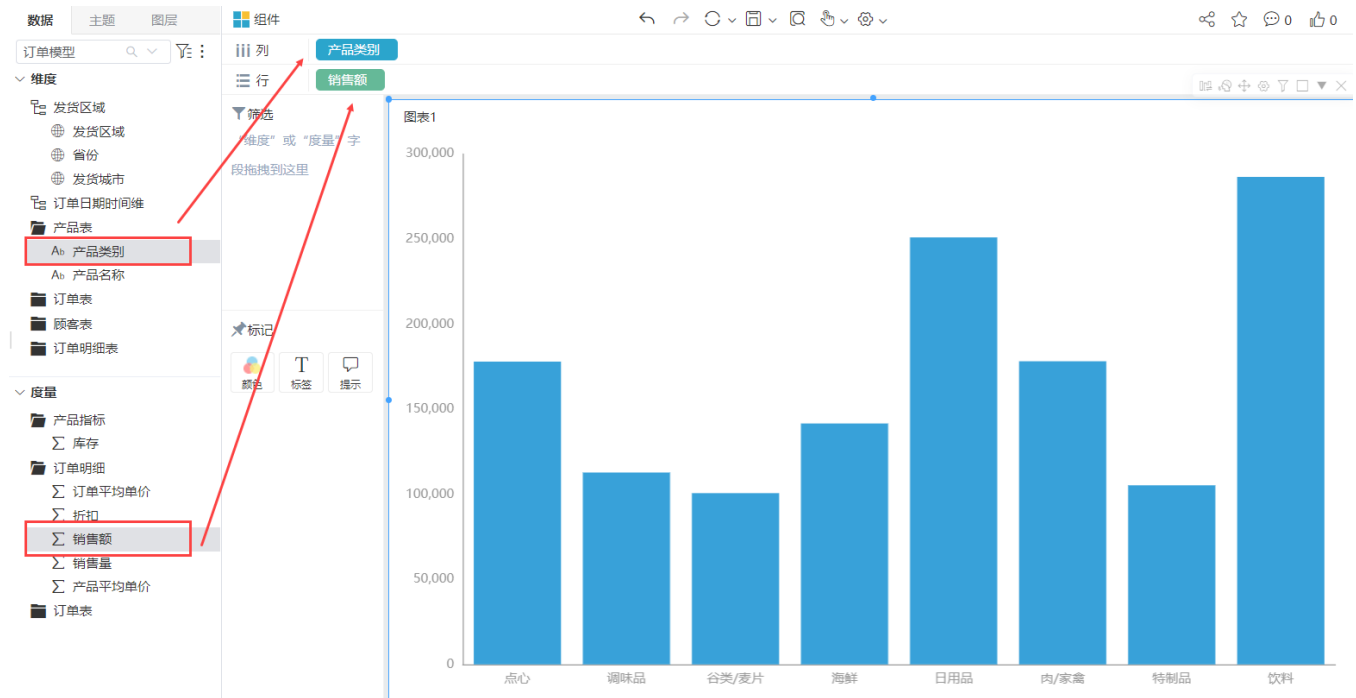 数据 主题 图层
组件
0 0
订单模型
列 产品类别
行 销售额
维度
发货区域
发货区域
省份
发货城市
订单日期时间维
产品表
Ab 产品类别
Ab 产品名称
订单表
顾客表
订单明细表
度量
产品指标
库存
订单明细
订单平均单价
折扣
销售额
销售量
产品平均单价
订单表
筛选
“维度”或“度量”字
段拖拽到这里
标记
颜色 T标签 提示
图表1
300,000
250,000
200,000
150,000
100,000
50,000
0
点心 调味品 谷类/麦片 海鲜 日用品 肉/家禽 特制品 饮料